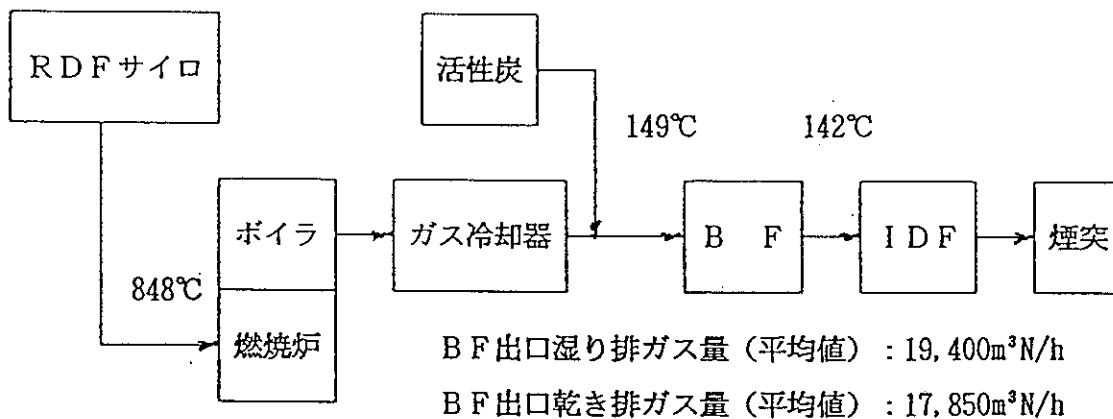 RDFサイロ
活性炭
149℃
142℃
ボイラ
ガス冷却器
B F
IDF
煙突
848℃
燃焼炉
BF出口湿り排ガス量（平均値）：19,400m³N/h
BF出口乾き排ガス量（平均値）：17,850m³N/h